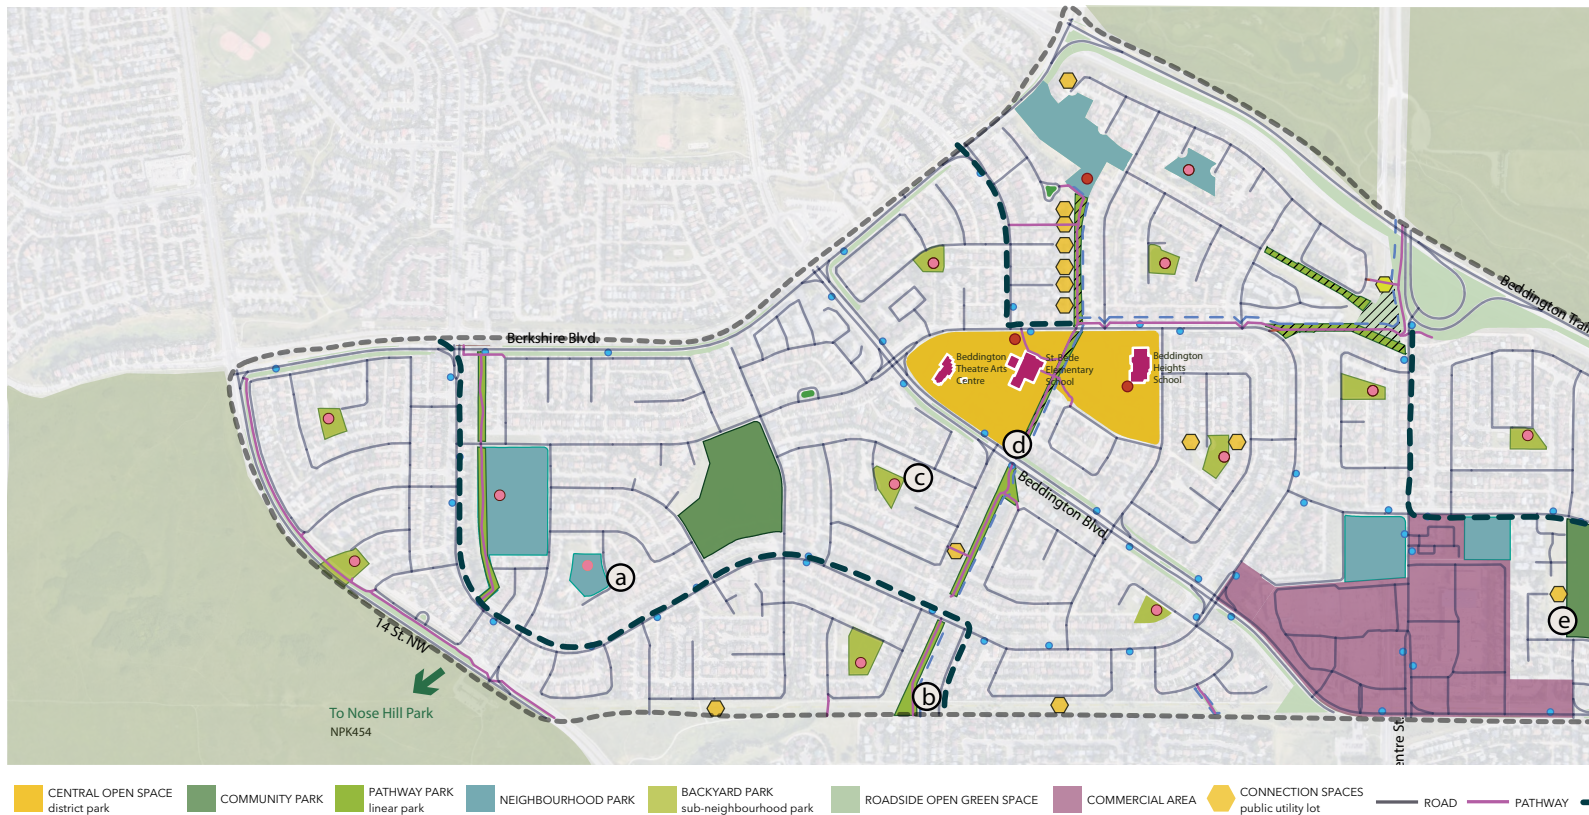 Beddington Trail
Berkshire Blvd.
Beddington
Theatre Arts
Centre
St. Bede
Elementary
School
Beddington
Heights
School
d
c
Beddington Blvd.
a
e
14 St. NW
b
To Nose Hill Park
NPK454
entre St.
CENTRAL OPEN SPACE
district park
COMMUNITY PARK
PATHWAY PARK
linear park
NEIGHBOURHOOD PARK
BACKYARD PARK
sub-neighbourhood park
ROADSIDE OPEN GREEN SPACE
COMMERCIAL AREA
CONNECTION SPACES
public utility lot
ROAD
PATHWAY